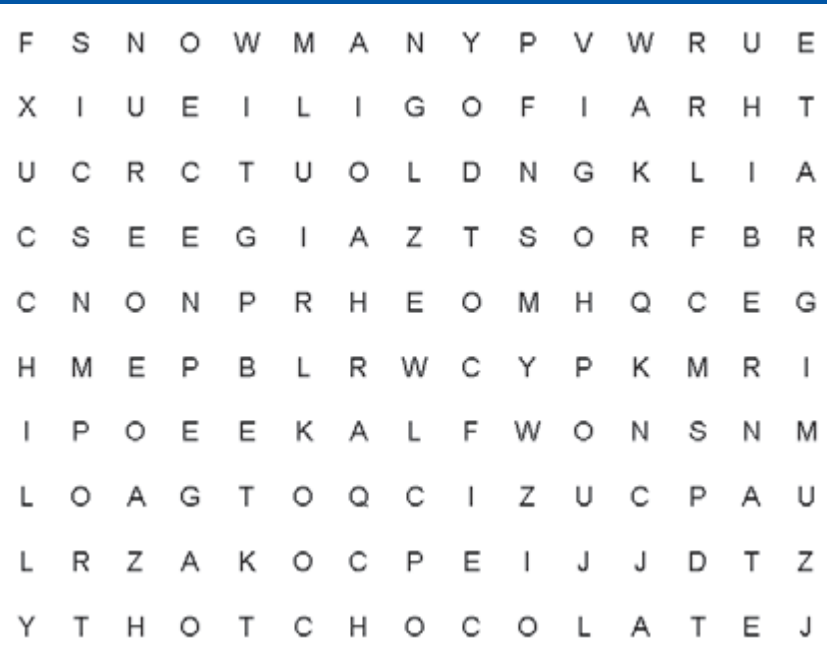 F S N O W M A N Y P V W R U E
X I U E I L I G O F I A R H T
U C R C T U O L D N G K L I A
C S E E G I A Z T S O R F B R
C N O N P R H E O M H Q C E G
H M E P B L R W C Y P K M R I
I P O E E K A L F W O N S N M
L O A G T O Q C I Z U C P A U
L R Z A K O C P E I J J D T Z
Y T H O T C H O C O L A T E J